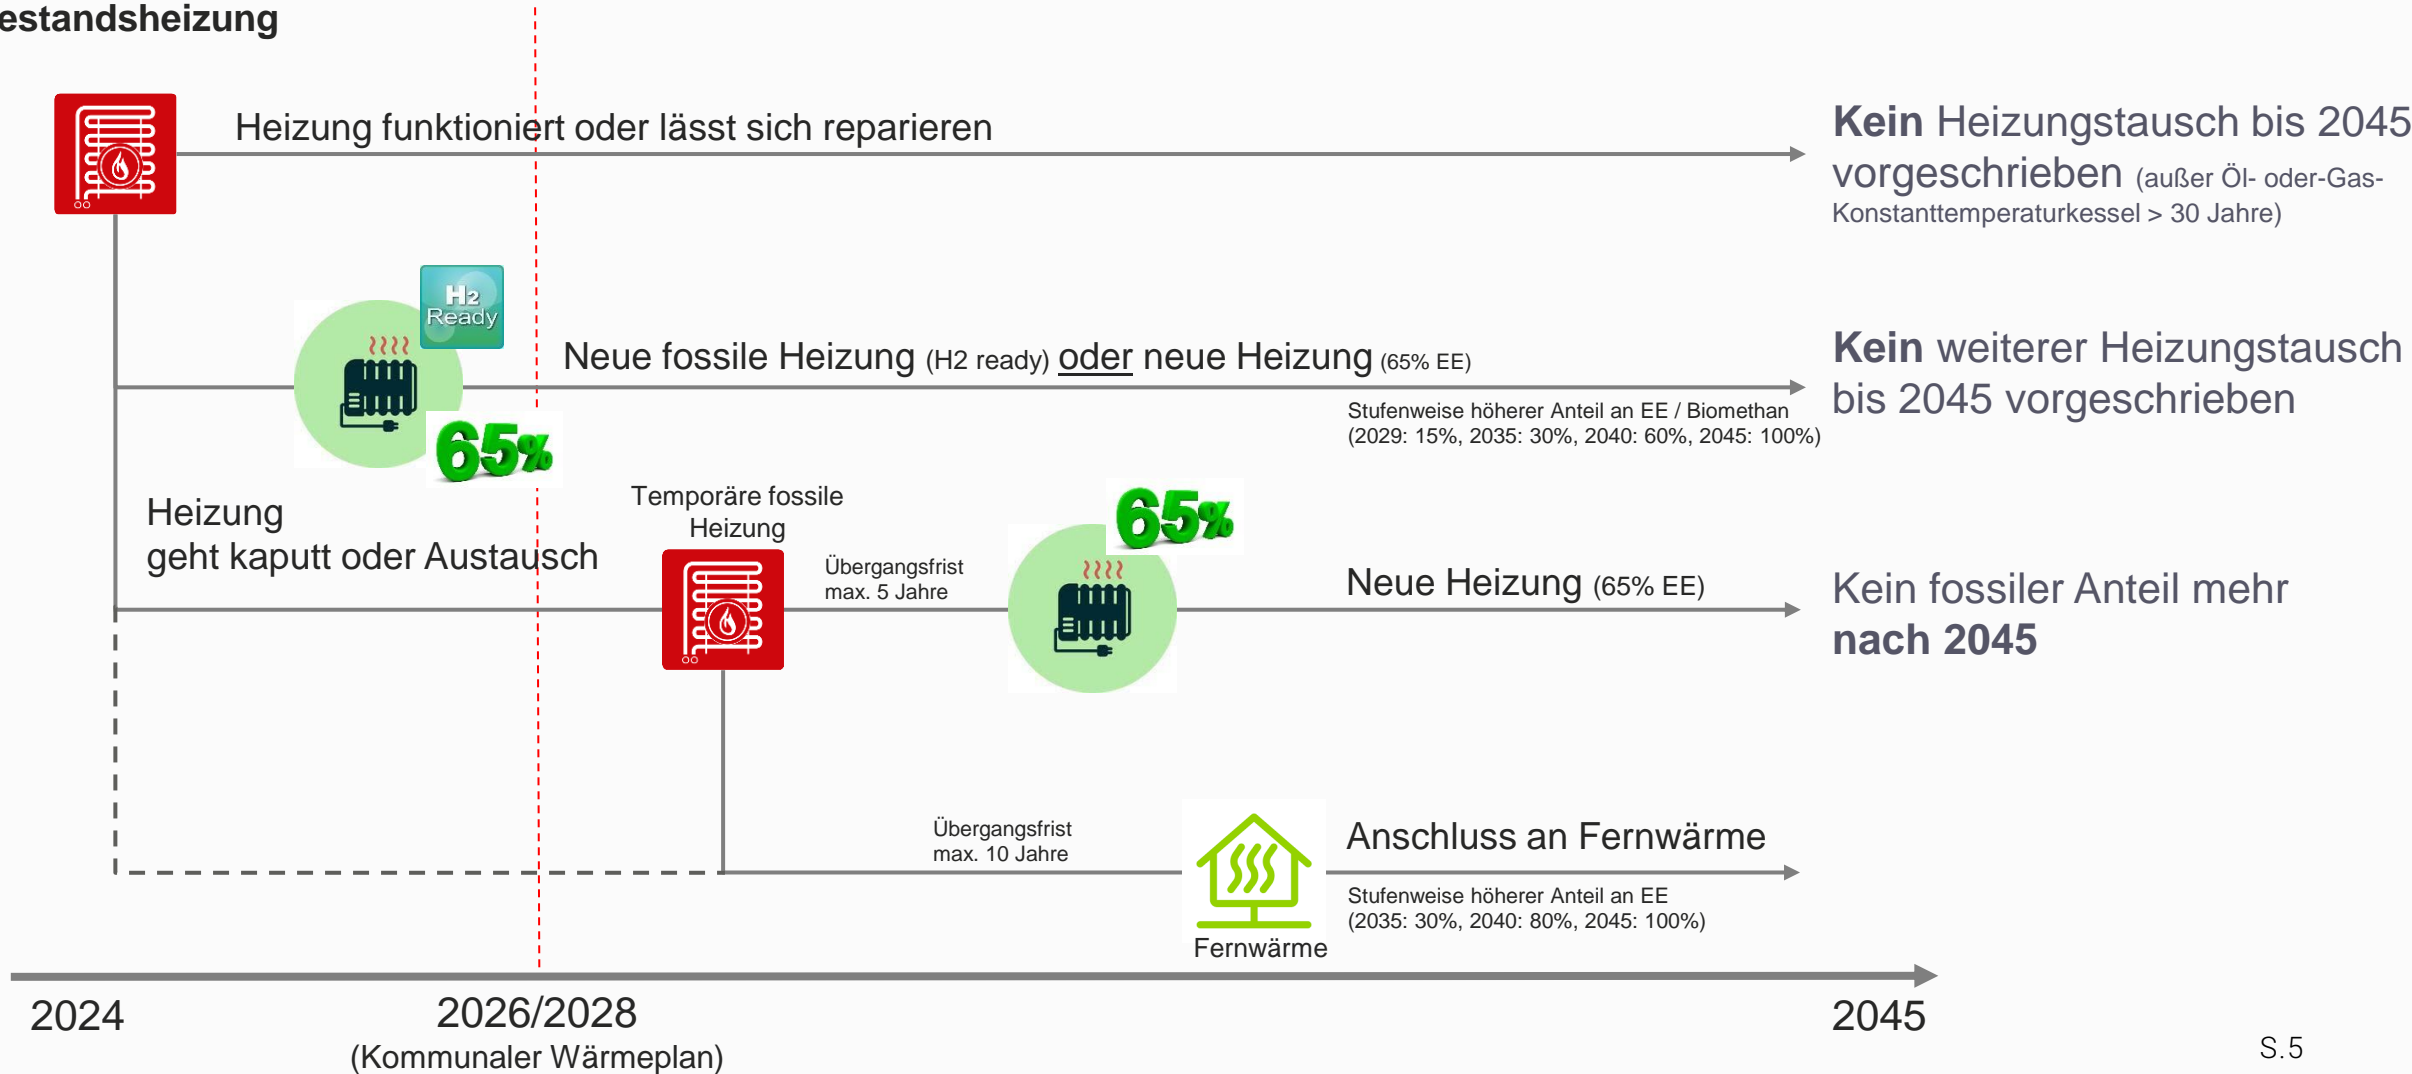 estandsheizung
Heizung funktioniert oder lässt sich reparieren
Kein Heizungstausch bis 2045
vorgeschrieben (außer Öl- oder-Gas-
Konstanttemperaturkessel > 30 Jahre)
H2
Ready
Neue fossile Heizung (H2 ready) oder neue Heizung (65% EE)
Kein weiterer Heizungstausch
bis 2045 vorgeschrieben
Stufenweise höherer Anteil an EE / Biomethan
(2029: 15%, 2035: 30%, 2040: 60%, 2045: 100%)
65%
Heizung
geht kaputt oder Austausch
Temporäre fossile
Heizung
Übergangsfrist
max. 5 Jahre
65%
Neue Heizung (65% EE)
Kein fossiler Anteil mehr
nach 2045
Übergangsfrist
max. 10 Jahre
Fernwärme
Anschluss an Fernwärme
Stufenweise höherer Anteil an EE
(2035: 30%, 2040: 80%, 2045: 100%)
2024
2026/2028
(Kommunaler Wärmeplan)
2045
S.5